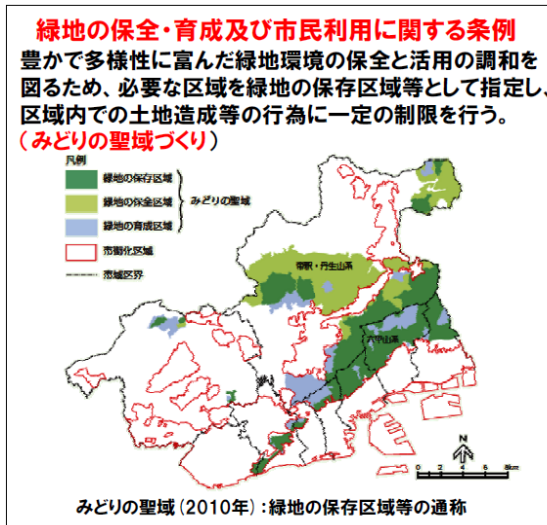 緑地の保全・育成及び市民利用に関する条例
豊かで多様性に富んだ緑地環境の保全と活用の調和を
図るため、必要な区域を緑地の保存区域等として指定し、
区域内での土地造成等の行為に一定の制限を行う。
（みどりの聖域づくり）
凡例
緑地の保存区域
緑地の保全区域
みどりの聖域
緑地の育成区域
市街化区域
市域区界
帝釈・丹生山系
六甲山系
N
0 2 4 6 8km
みどりの聖域(2010年):緑地の保存区域等の通称